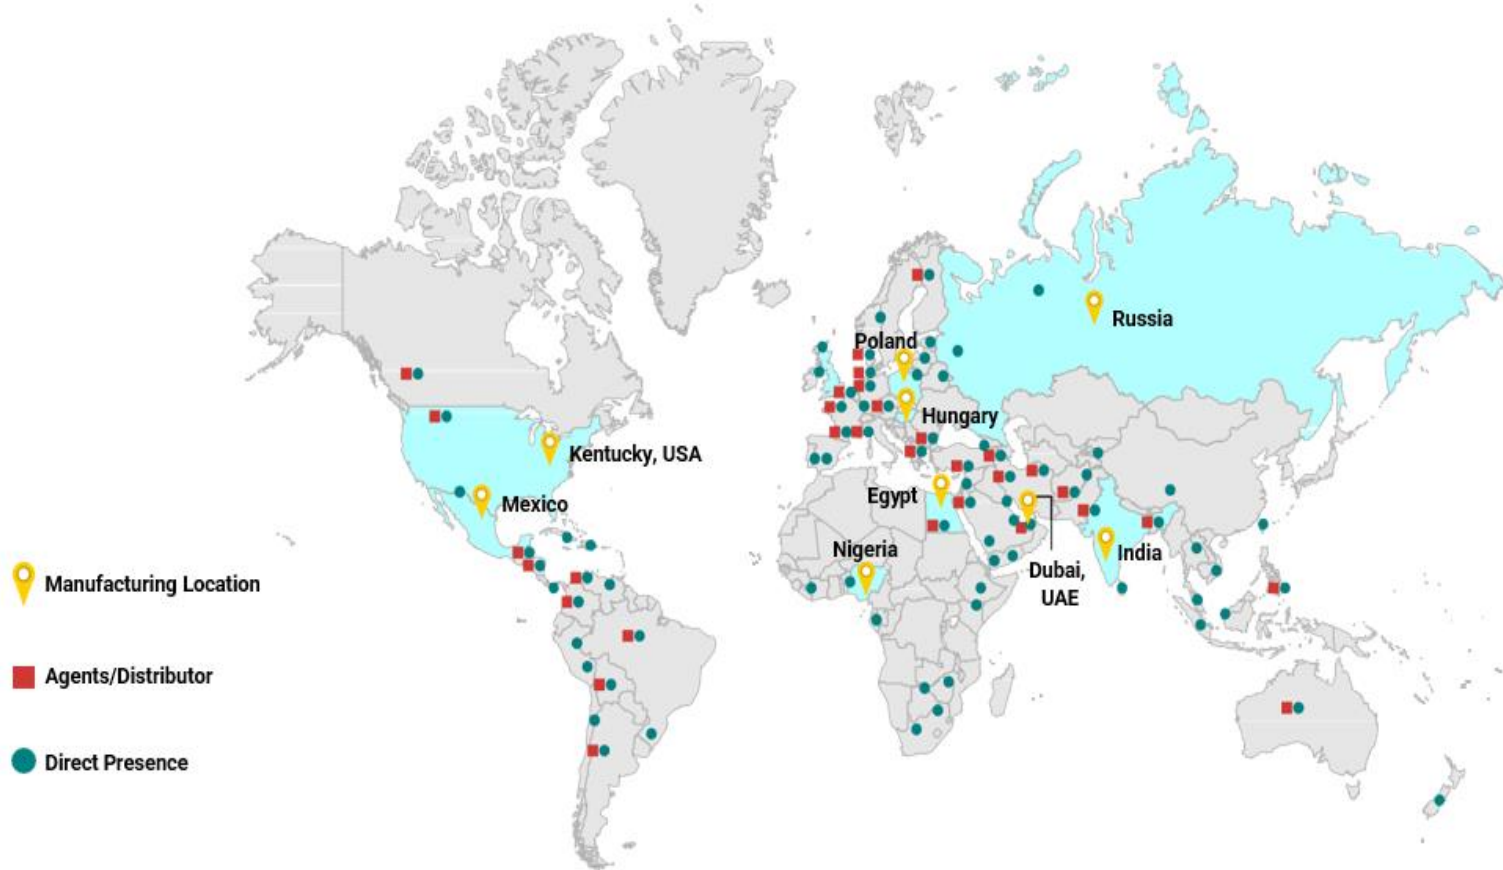 Russia
Poland
Hungary
Kentucky, USA
Mexico
Egypt
Nigeria
India
Dubai,
UAE
Manufacturing Location
Agents/Distributor
Direct Presence